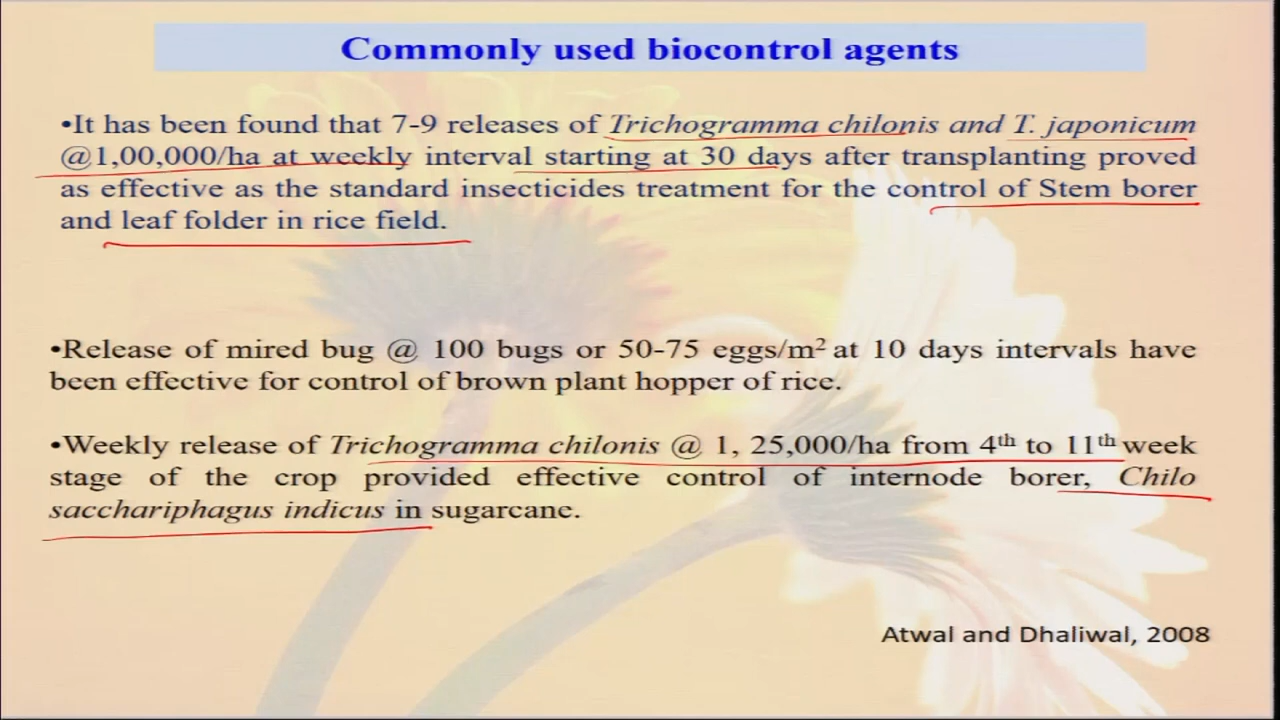 Commonly used biocontrol agents
•It has been found that 7-9 releases of Trichogramma chilonis and T. japonicum
@1,00,000/ha at weekly interval starting at 30 days after transplanting proved
as effective as the standard insecticides treatment for the control of Stem borer
and leaf folder in rice field.
•Release of mired bug @ 100 bugs or 50-75 eggs/m² at 10 days intervals have
been effective for control of brown plant hopper of rice.
•Weekly release of Trichogramma chilonis @ 1, 25,000/ha from 4th to 11th week
stage of the crop provided effective control of internode borer, Chilo
sacchariphagus indicus in sugarcane.
Atwal and Dhaliwal, 2008